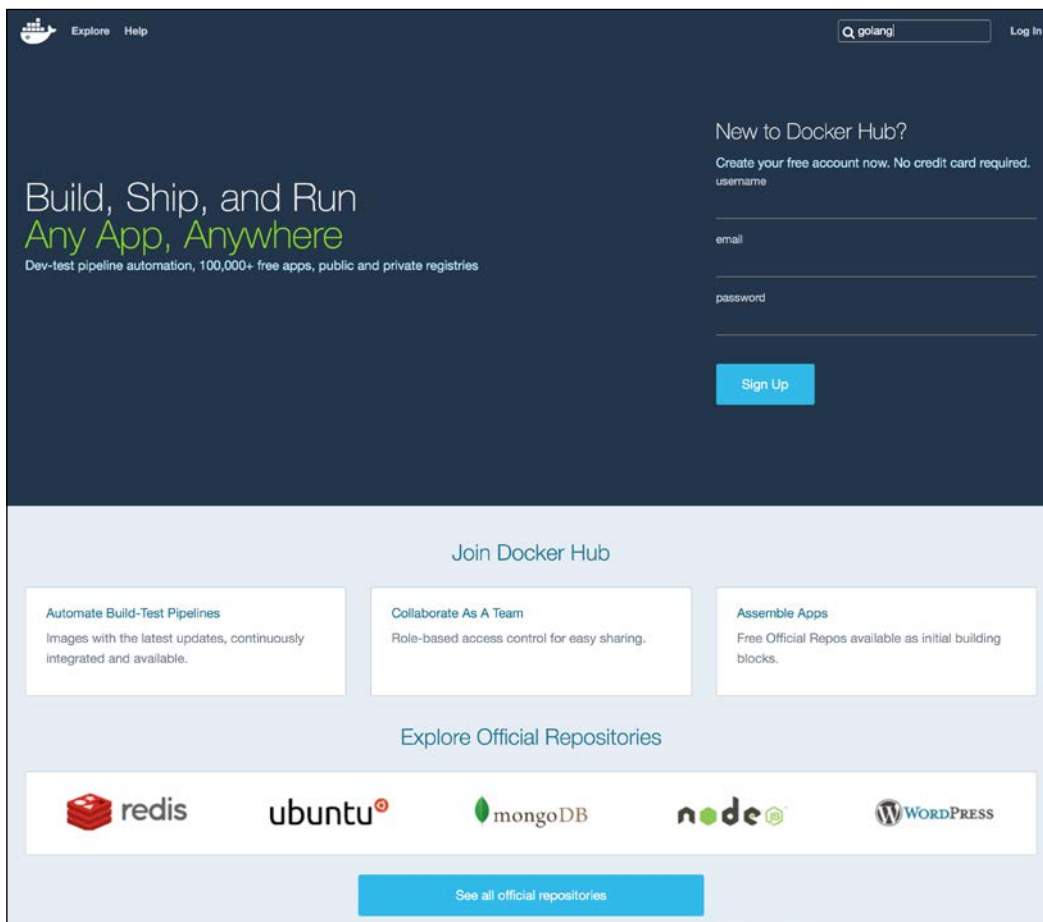 Explore Help
golang
Log In
Build, Ship, and Run
Any App, Anywhere
Dev-test pipeline automation, 100,000+ free apps, public and private registries
New to Docker Hub?
Create your free account now. No credit card required.
username
email
password
Sign Up
Join Docker Hub
Automate Build-Test Pipelines
Images with the latest updates, continuously
integrated and available.
Collaborate As A Team
Role-based access control for easy sharing.
Assemble Apps
Free Official Repos available as initial building
blocks.
Explore Official Repositories
redis
ubuntu
mongoDB
node JS
WORDPRESS
See all official repositories